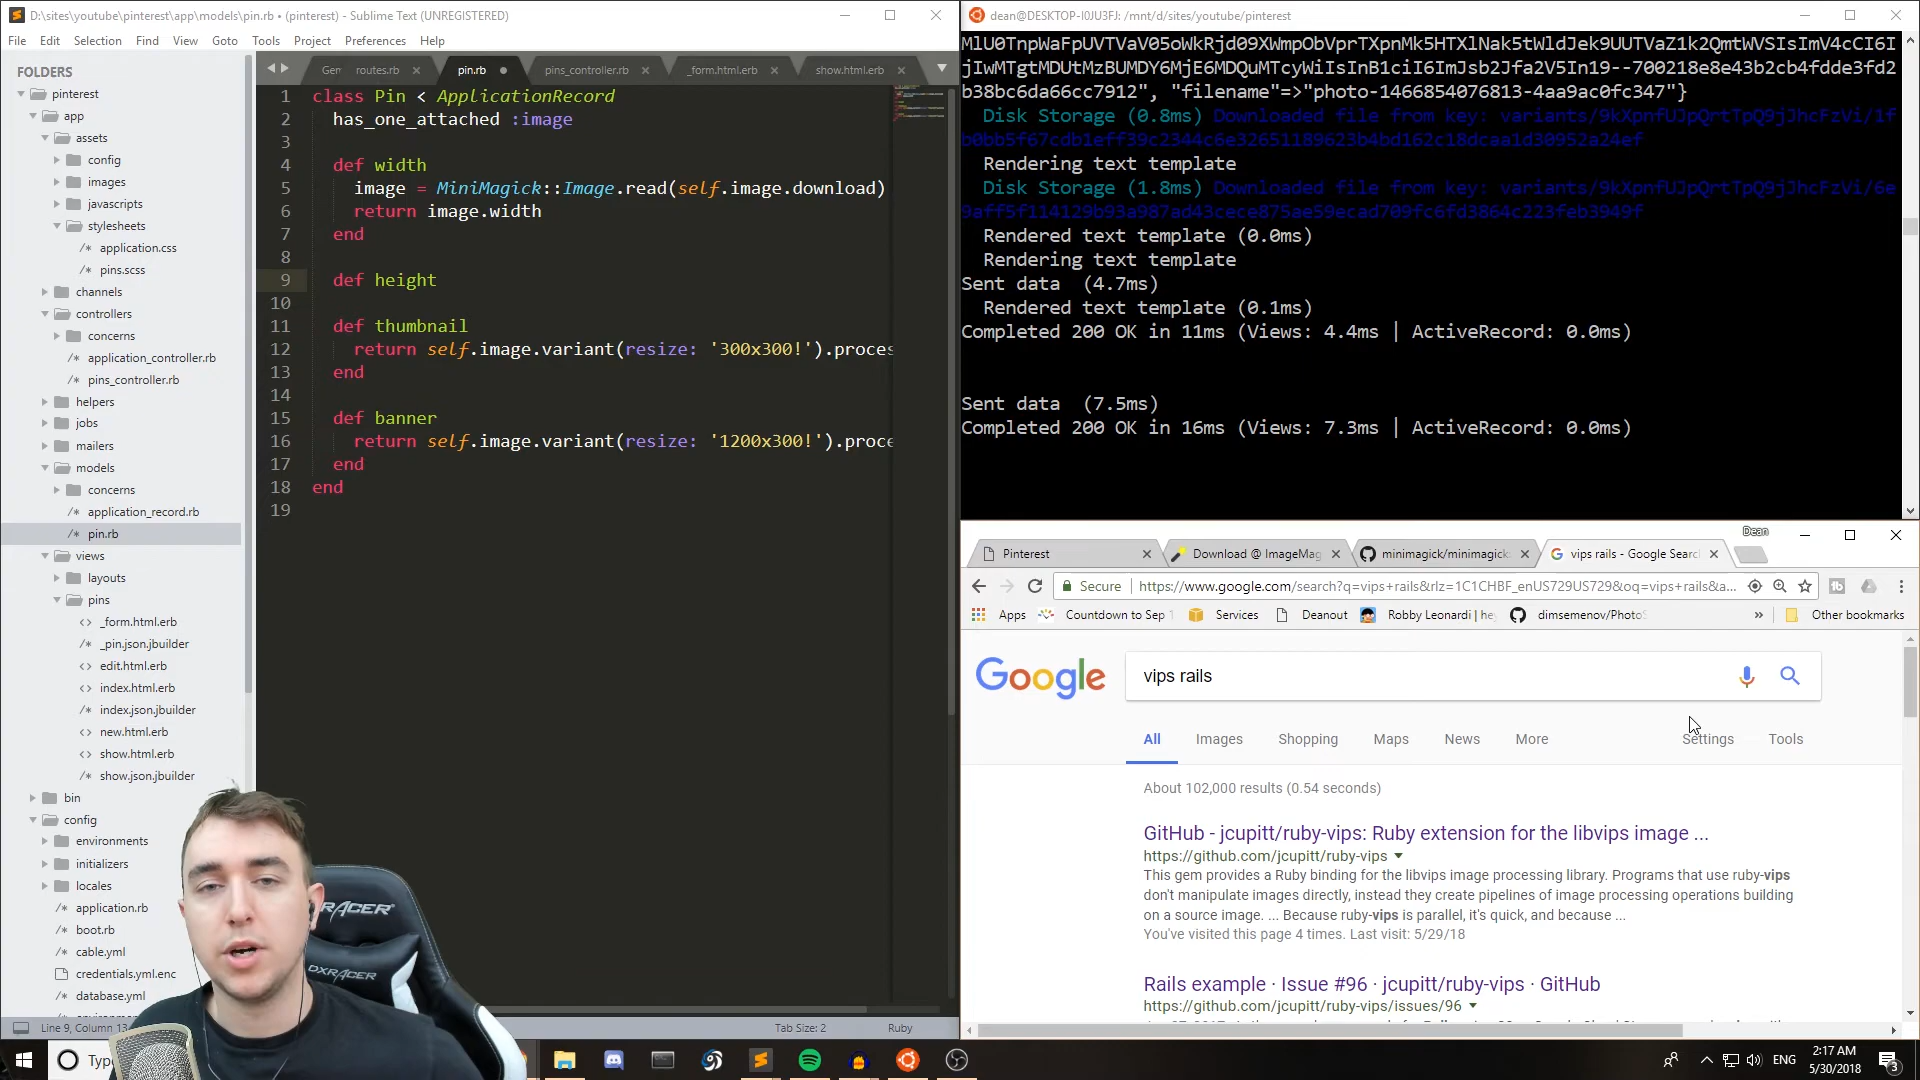 D:\sites\youtube\pinterest\app\models\pin.rb • (pinterest) - Sublime Text (UNREGISTERED)
File Edit Selection Find View Goto Tools Project Preferences Help
FOLDERS
pinterest
app
assets
config
images
javascripts
stylesheets
application.css
pins.scss
channels
controllers
concerns
application_controller.rb
pins_controller.rb
helpers
jobs
mailers
models
concerns
application_record.rb
pin.rb
views
layouts
pins
_form.html.erb
_pin.json.jbuilder
edit.html.erb
index.html.erb
index.json.jbuilder
new.html.erb
show.html.erb
show.json.jbuilder
bin
config
environments
initializers
locales
application.rb
boot.rb
cable.yml
credentials.yml.enc
database.yml
routes.rb pin.rb pins_controller.rb _form.html.erb show.html.erb
1 class Pin < ApplicationRecord
2 has_one_attached :image
3
4 def width
5 image = MiniMagick::Image.read(self.image.download)
6 return image.width
7 end
8
9 def height
10
11 def thumbnail
12 return self.image.variant(resize: '300x300!').proces
13 end
14
15 def banner
16 return self.image.variant(resize: '1200x300!').proce
17 end
18 end
19
Line 9, Column 13
Tab Size: 2 Ruby
dean@DESKTOP-I0JU3FJ: /mnt/d/sites/youtube/pinterest
b38bc6da66cc7912", "filename"=>"photo-1466854076813-4aa9ac0fc347"}
Disk Storage (0.8ms) Downloaded file from key: variants/9kXpnfUJpQrtTpQ9jJhcFzVi/1f
b0bb5f67cdb1eff39c2344c6e32651189623b4bd162c18dcaa1d30952a24ef
Rendering text template
Disk Storage (1.8ms) Downloaded file from key: variants/9kXpnfUJpQrtTpQ9jJhcFzVi/6e
9aff5f114129b93a987ad43cece875ae59ecad709fc6fd3864c223feb3949f
Rendered text template (0.0ms)
Rendering text template
Sent data (4.7ms)
Rendered text template (0.1ms)
Completed 200 OK in 11ms (Views: 4.4ms | ActiveRecord: 0.0ms)
Sent data (7.5ms)
Completed 200 OK in 16ms (Views: 7.3ms | ActiveRecord: 0.0ms)
Dean
Pinterest Download @ ImageMag minimagick/minimagick: vips rails - Google Searc
Secure https://www.google.com/search?q=vips+rails&rlz=1C1CHBF_enUS729US729&oq=vips+rails&a...
Apps Countdown to Sep Services Deanout Robby Leonardi | he dimsemenov/Photo » Other bookmarks
Google vips rails
All Images Shopping Maps News More Settings Tools
About 102,000 results (0.54 seconds)
GitHub - jcupitt/ruby-vips: Ruby extension for the libvips image ...
https://github.com/jcupitt/ruby-vips
This gem provides a Ruby binding for the libvips image processing library. Programs that use ruby-vips
don't manipulate images directly, instead they create pipelines of image processing operations building
on a source image. ... Because ruby-vips is parallel, it's quick, and because ...
You've visited this page 4 times. Last visit: 5/29/18
Rails example · Issue #96 · jcupitt/ruby-vips · GitHub
https://github.com/jcupitt/ruby-vips/issues/96
DXRACER
Type
ENG
2:17 AM
5/30/2018
3